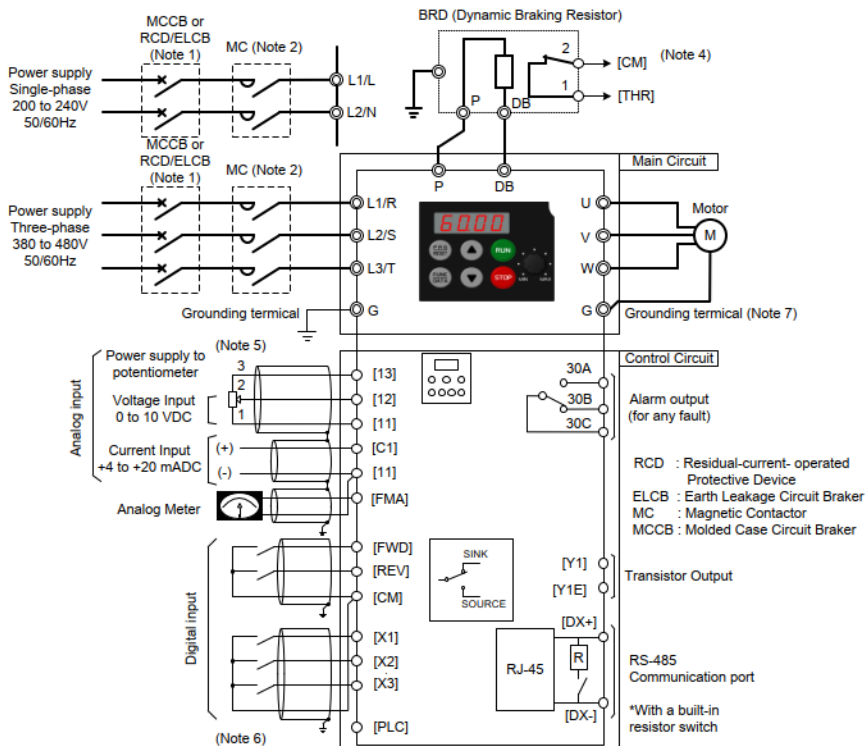 BRD (Dynamic Braking Resistor)
MCCB or
RCD/ELCB
(Note 1)
MC (Note 2)
2
[CM]
(Note 4)
Power supply
Single-phase
200 to 240V
50/60Hz
L1/L
1
[THR]
L2/N
P
DB
MCCB or
RCD/ELCB
(Note 1)
MC (Note 2)
Main Circuit
P
DB
Power supply
Three-phase
380 to 480V
50/60Hz
L1/R
L2/S
L3/T
6000
PRG
RESET
RUN
FUNC
DATA
STOP
MIN
MAX
U
V
W
Motor
M
Grounding termical
G
G
Grounding termical (Note 7)
(Note 5)
Control Circuit
Analog input
Power supply to
potentiometer
3
[13]
Voltage Input
0 to 10 VDC
2
[12]
1
[11]
Current Input
+4 to +20 mADC
(+)
[C1]
(-)
[11]
Analog Meter
[FMA]
30A
30B
30C
Alarm output
(for any fault)
RCD : Residual-current- operated
Protective Device
ELCB : Earth Leakage Circuit Braker
MC : Magnetic Contactor
MCCB : Molded Case Circuit Braker
Digital input
[FWD]
[REV]
[CM]
SINK
SOURCE
[Y1]
[Y1E]
Transistor Output
[X1]
[X2]
[X3]
[DX+]
RJ-45
R
[DX-]
RS-485
Communication port
*With a built-in
resistor switch
(Note 6)
[PLC]